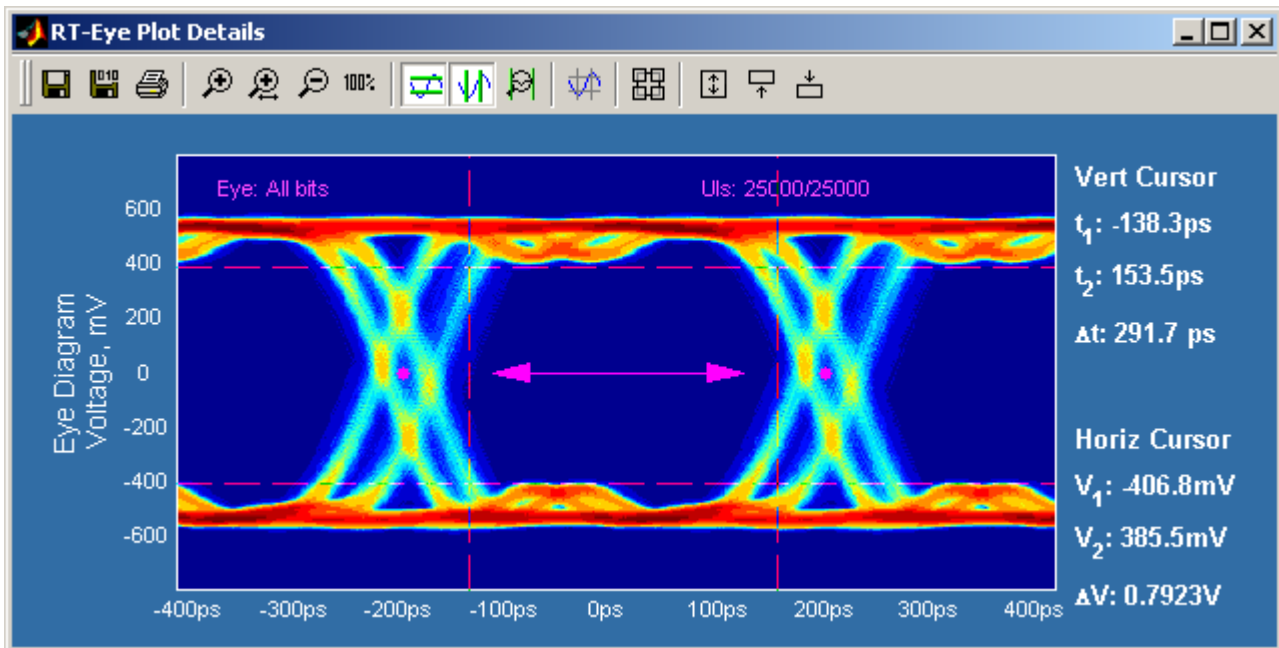 RT-Eye Plot Details
010
100%
Eye: All bits
UIs: 25000/25000
Eye Diagram
Voltage, mV
600
400
200
0
-200
-400
-600
-400ps
-300ps
-200ps
-100ps
0ps
100ps
200ps
300ps
400ps
Vert Cursor
t1: -138.3ps
t2: 153.5ps
Δt: 291.7 ps
Horiz Cursor
V1: -406.8mV
V2: 385.5mV
ΔV: 0.7923V